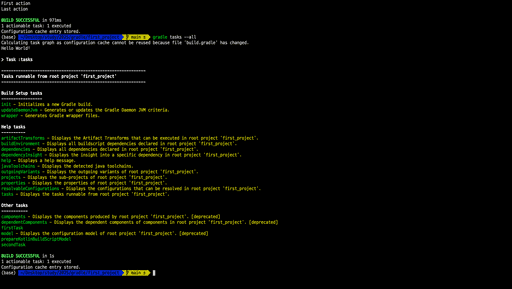 First action
Last action
BUILD SUCCESSFUL in 971ms
1 actionable task: 1 executed
Configuration cache entry stored.
(base) main $ gradle tasks --all
Calculating task graph as configuration cache cannot be reused because file 'build.gradle' has changed.
Hello World!
> Task :tasks
------------------------------------------------------------
Tasks runnable from root project 'first_project'
------------------------------------------------------------
Build Setup tasks
-----------------
init - Initializes a new Gradle build.
updateDaemonJvm - Generates or updates the Gradle Daemon JVM criteria.
wrapper - Generates Gradle wrapper files.
Help tasks
----------
artifactTransforms - Displays the Artifact Transforms that can be executed in root project 'first_project'.
buildEnvironment - Displays all buildscript dependencies declared in root project 'first_project'.
dependencies - Displays all dependencies declared in root project 'first_project'.
dependencyInsight - Displays the insight into a specific dependency in root project 'first_project'.
help - Displays a help message.
javaToolchains - Displays the detected java toolchains.
outgoingVariants - Displays the outgoing variants of root project 'first_project'.
projects - Displays the sub-projects of root project 'first_project'.
properties - Displays the properties of root project 'first_project'.
resolvableConfigurations - Displays the configurations that can be resolved in root project 'first_project'.
tasks - Displays the tasks runnable from root project 'first_project'.
Other tasks
-----------
components - Displays the components produced by root project 'first_project'. [deprecated]
dependentComponents - Displays the dependent components of components in root project 'first_project'. [deprecated]
firstTask
model - Displays the configuration model of root project 'first_project'. [deprecated]
prepareKotlinBuildScriptModel
secondTask
BUILD SUCCESSFUL in 1s
1 actionable task: 1 executed
Configuration cache entry stored.
(base) main $